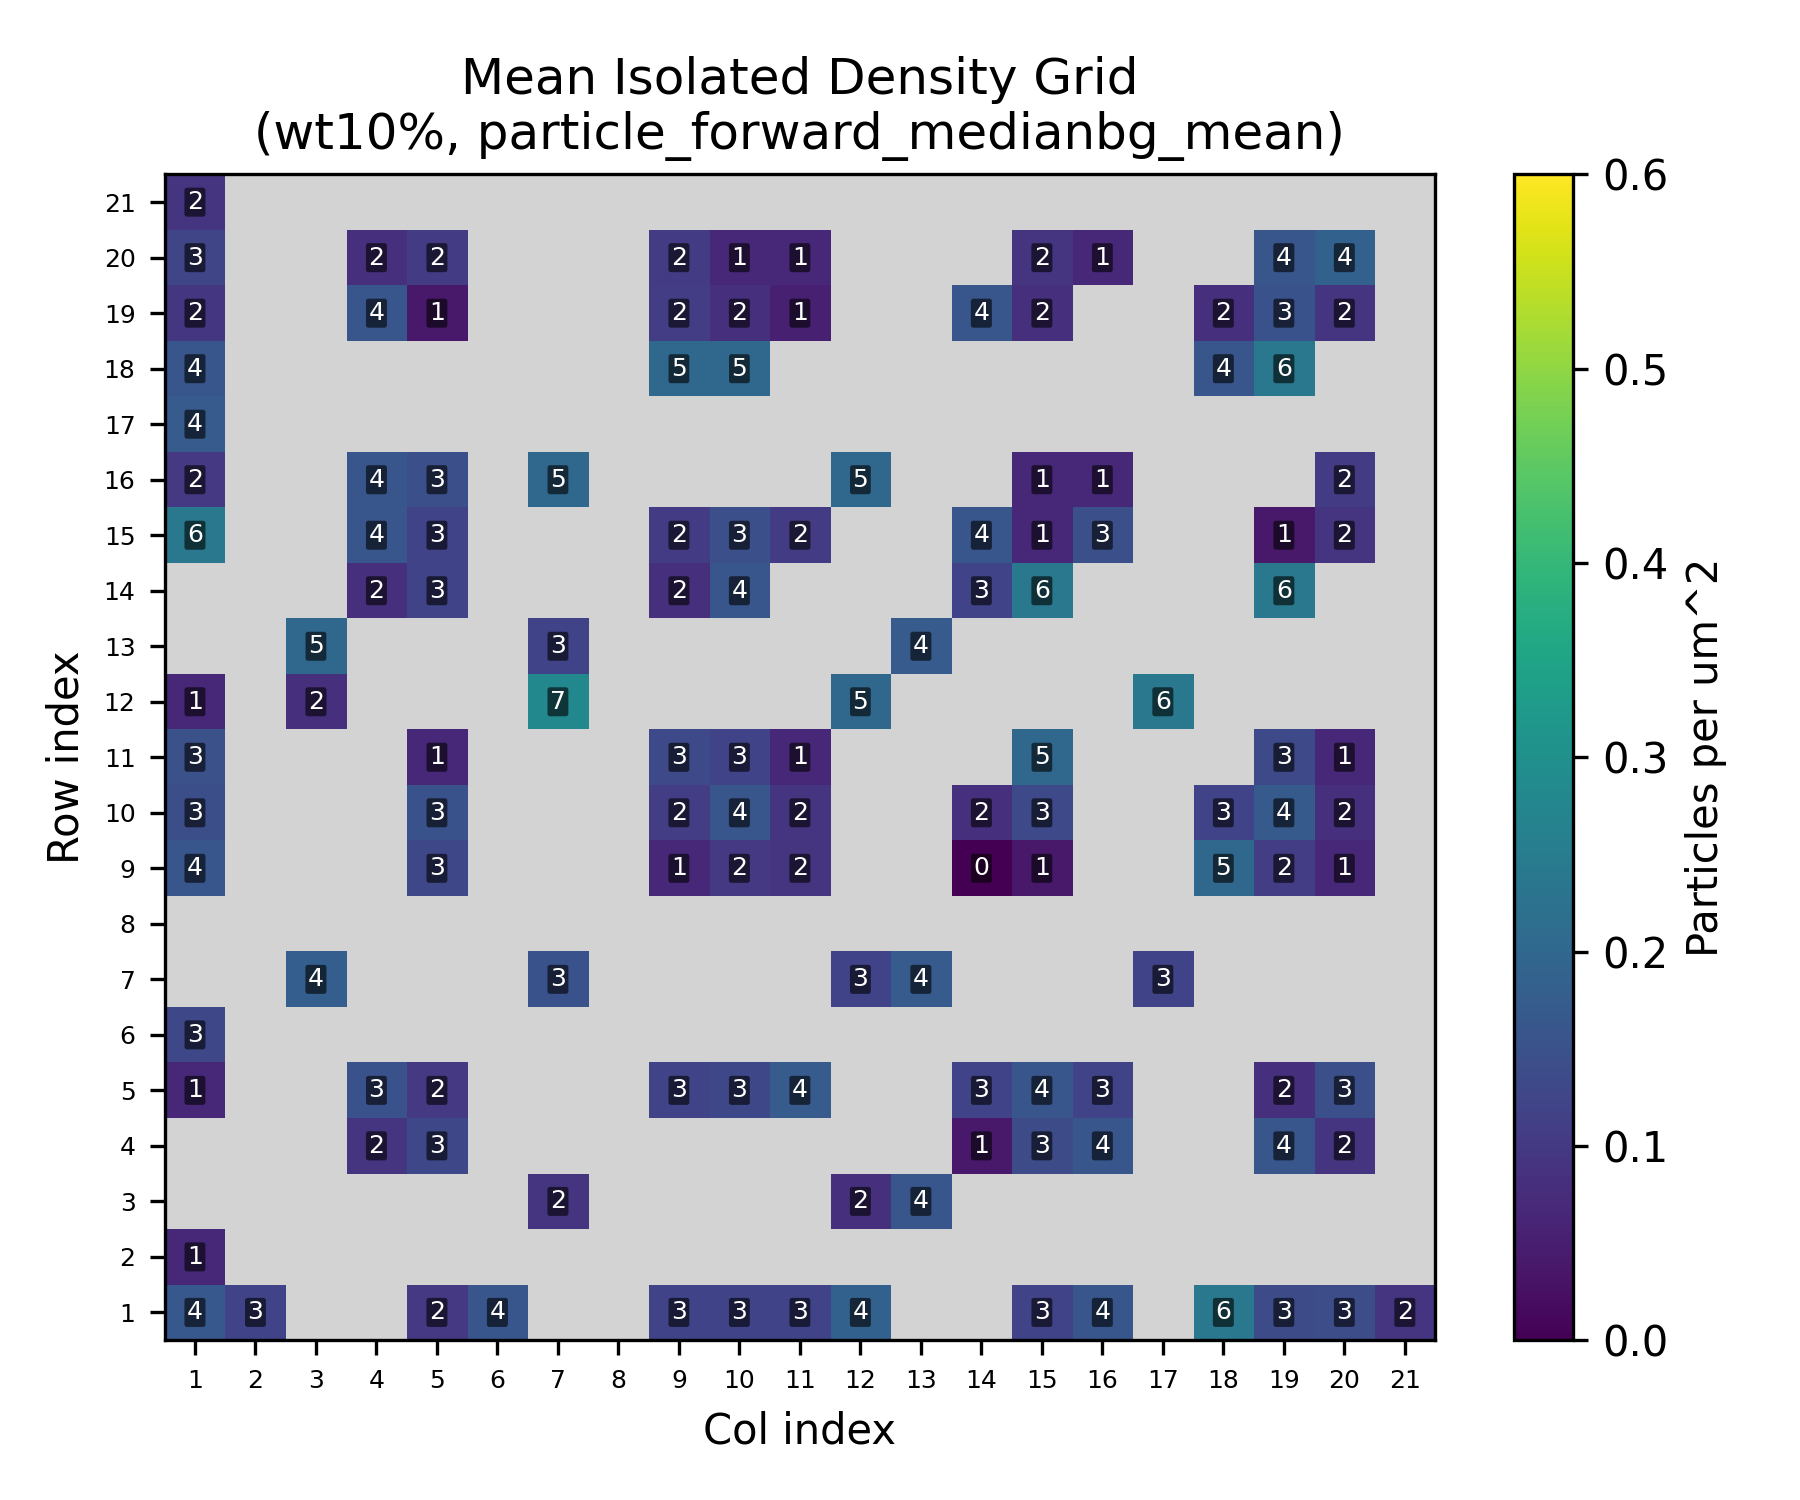 Mean Isolated Density Grid
(wt10%, particle_forward_medianbg_mean)
21 2
20 3 2 2 2 1 1 2 1 4 4
19 2 4 1 2 2 1 4 2 2 3 2
18 4 5 5 4 6
17 4
16 2 4 3 5 5 1 1 2
15 6 4 3 2 3 2 4 1 3 1 2
14 2 3 2 4 3 6 6
13 5 3 4
12 1 2 7 5 6
11 3 1 3 3 1 5 3 1
10 3 3 2 4 2 2 3 3 4 2
9 4 3 1 2 2 0 1 5 2 1
8
7 4 3 3 4 3
6 3
5 1 3 2 3 3 4 3 4 3 2 3
4 2 3 1 3 4 4 2
3 2 2 4
2 1
1 4 3 2 4 3 3 3 4 3 4 6 3 3 2
1 2 3 4 5 6 7 8 9 10 11 12 13 14 15 16 17 18 19 20 21
Col index
Row index
0.6
0.5
0.4
0.3
0.2
0.1
0.0
Particles per um^2